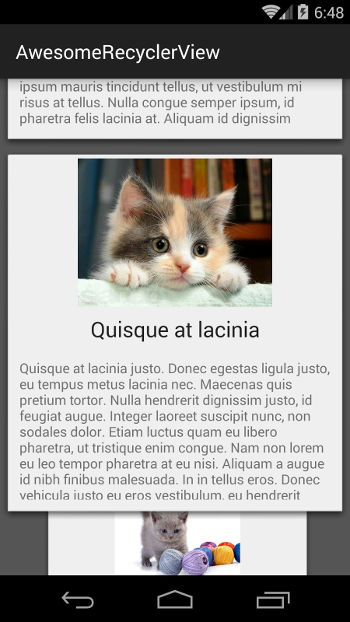 6:48
AwesomeRecyclerView
ipsum mauris tincidunt tellus, ut vestibulum mi
risus at tellus. Nulla congue semper ipsum, id
pharetra felis lacinia at. Aliquam id dignissim
Quisque at lacinia
Quisque at lacinia justo. Donec egestas ligula justo,
eu tempus metus lacinia nec. Maecenas quis
pretium tortor. Nulla hendrerit dignissim justo, id
feugiat augue. Integer laoreet suscipit nunc, non
sodales dolor. Etiam luctus quam eu libero
pharetra, ut tristique enim congue. Nam non lorem
eu leo tempor pharetra at eu nisi. Aliquam a augue
id nibh finibus malesuada. In in tellus eros. Donec
vehicula justo eu eros vestibulum, eu hendrerit